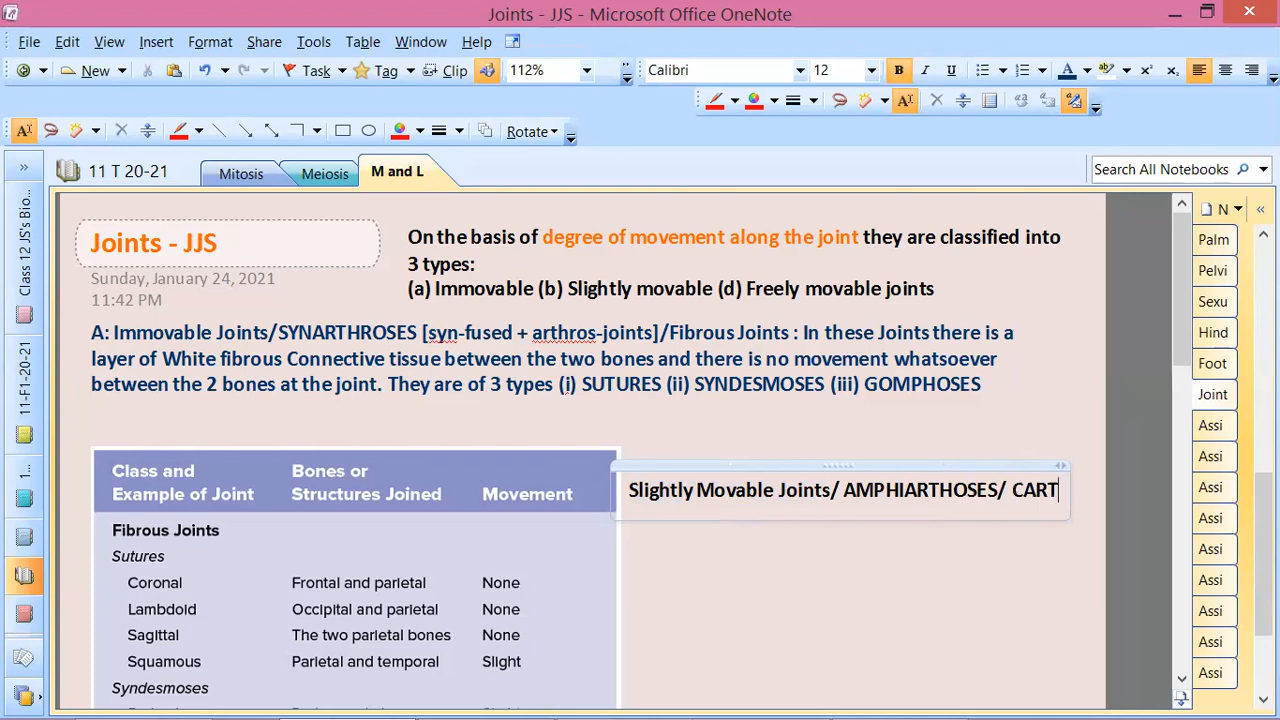 Joints - JJS - Microsoft Office OneNote
File Edit View Insert Format Share Tools Table Window Help
New Task Tag Clip 112% Calibri 12 B I U
Rotate
11 T 20-21 Mitosis Meiosis M and L Search All Notebooks
Class 12 JJS's Bio...
11-F1-20-21
1...
Joints - JJS
Sunday, January 24, 2021
11:42 PM
On the basis of degree of movement along the joint they are classified into
3 types:
(a) Immovable (b) Slightly movable (d) Freely movable joints
A: Immovable Joints/SYNARTHROSES [syn-fused + arthros-joints]/Fibrous Joints : In these Joints there is a
layer of White fibrous Connective tissue between the two bones and there is no movement whatsoever
between the 2 bones at the joint. They are of 3 types (i) SUTURES (ii) SYNDESMOSES (iii) GOMPHOSES
Class and Example of Joint Bones or Structures Joined Movement
Slightly Movable Joints/ AMPHIARTHOSES/ CART
Fibrous Joints
Sutures
Coronal Frontal and parietal None
Lambdoid Occipital and parietal None
Sagittal The two parietal bones None
Squamous Parietal and temporal Slight
Syndesmoses
N
Palm
Pelvi
Sexu
Hind
Foot
Joint
Assi
Assi
Assi
Assi
Assi
Assi
Assi
Assi
Assi